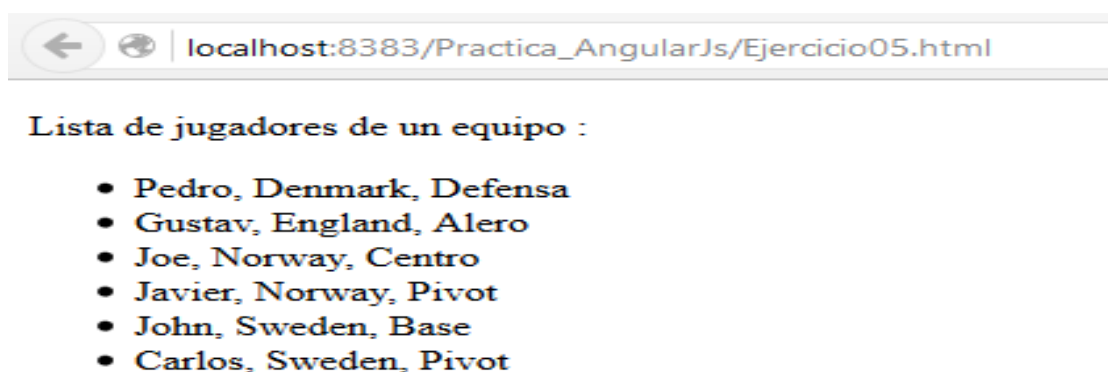 localhost:8383/Practica_AngularJs/Ejercicio05.html
Lista de jugadores de un equipo :
• Pedro, Denmark, Defensa
• Gustav, England, Alero
• Joe, Norway, Centro
• Javier, Norway, Pivot
• John, Sweden, Base
• Carlos, Sweden, Pivot